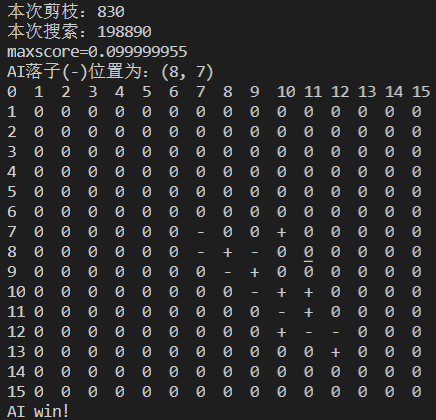 本次剪枝：830
本次搜索：198890
maxscore=0.099999955
AI落子(-)位置为：(8, 7)
0 1 2 3 4 5 6 7 8 9 10 11 12 13 14 15
1 0 0 0 0 0 0 0 0 0 0 0 0 0 0 0
2 0 0 0 0 0 0 0 0 0 0 0 0 0 0 0
3 0 0 0 0 0 0 0 0 0 0 0 0 0 0 0
4 0 0 0 0 0 0 0 0 0 0 0 0 0 0 0
5 0 0 0 0 0 0 0 0 0 0 0 0 0 0 0
6 0 0 0 0 0 0 0 0 0 0 0 0 0 0 0
7 0 0 0 0 0 0 - 0 0 + 0 0 0 0 0
8 0 0 0 0 0 0 - + - 0 0 0 0 0 0
9 0 0 0 0 0 0 0 - + 0 0 0 0 0 0
10 0 0 0 0 0 0 0 0 - + + 0 0 0 0
11 0 0 0 0 0 0 0 0 0 - + 0 0 0 0
12 0 0 0 0 0 0 0 0 0 + - - 0 0 0
13 0 0 0 0 0 0 0 0 0 0 0 + 0 0 0
14 0 0 0 0 0 0 0 0 0 0 0 0 0 0 0
15 0 0 0 0 0 0 0 0 0 0 0 0 0 0 0
AI win!